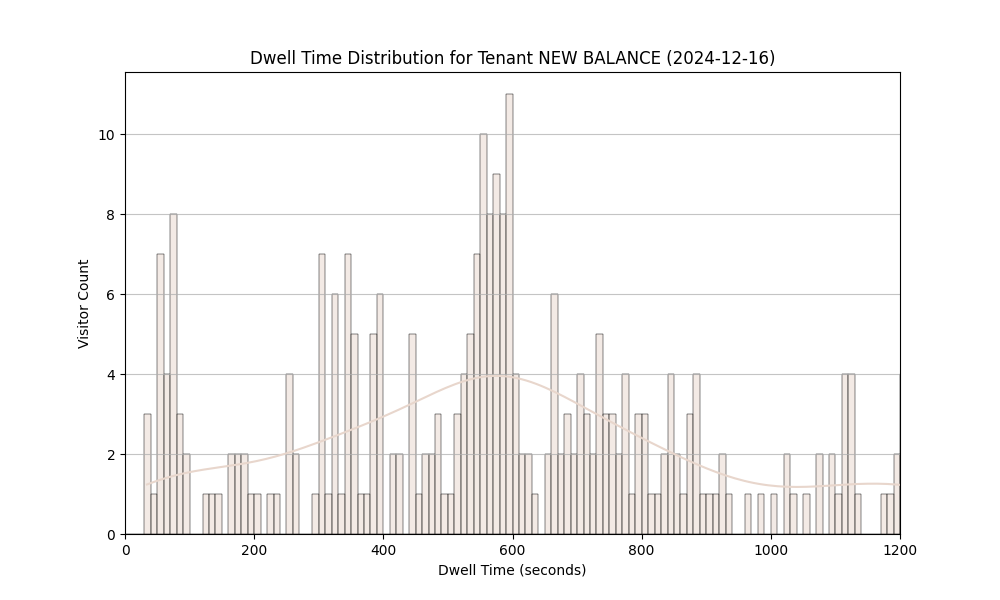 Dwell Time Distribution for Tenant NEW BALANCE (2024-12-16)
Visitor Count
10
8
6
4
2
0
0 200 400 600 800 1000 1200
Dwell Time (seconds)